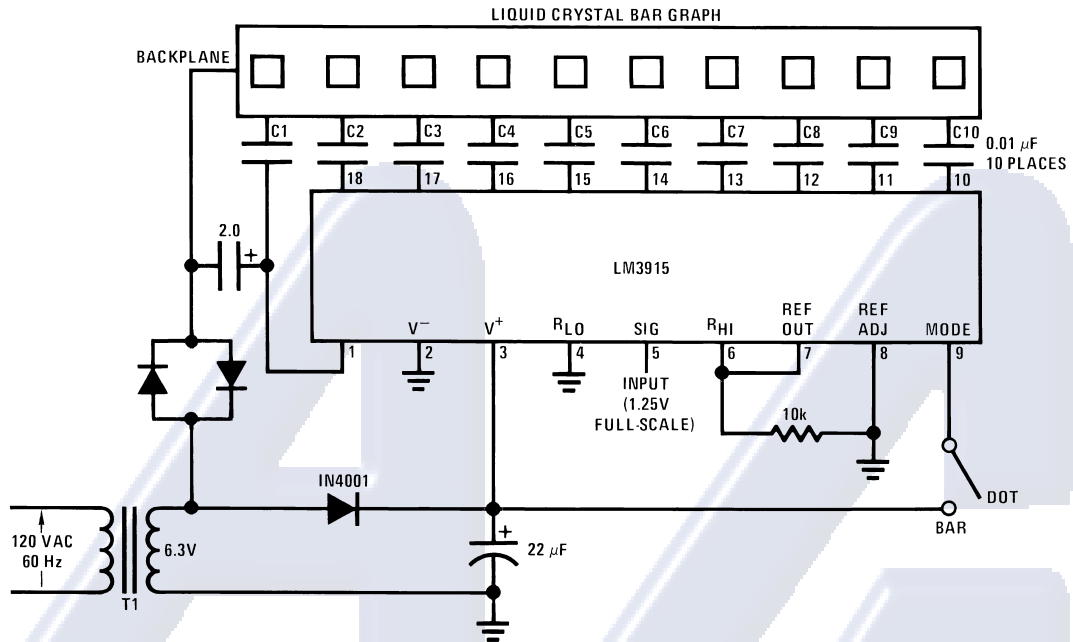 LIQUID CRYSTAL BAR GRAPH
BACKPLANE
C1 C2 C3 C4 C5 C6 C7 C8 C9 C10
0.01 µF
10 PLACES
18 17 16 15 14 13 12 11 10
2.0
+
LM3915
V− V+ RLO SIG RHI REF OUT REF ADJ MODE
1 2 3 4 5 6 7 8 9
INPUT
(1.25V
FULL-SCALE)
10k
IN4001
DOT
BAR
+
22 µF
120 VAC
60 Hz
6.3V
T1